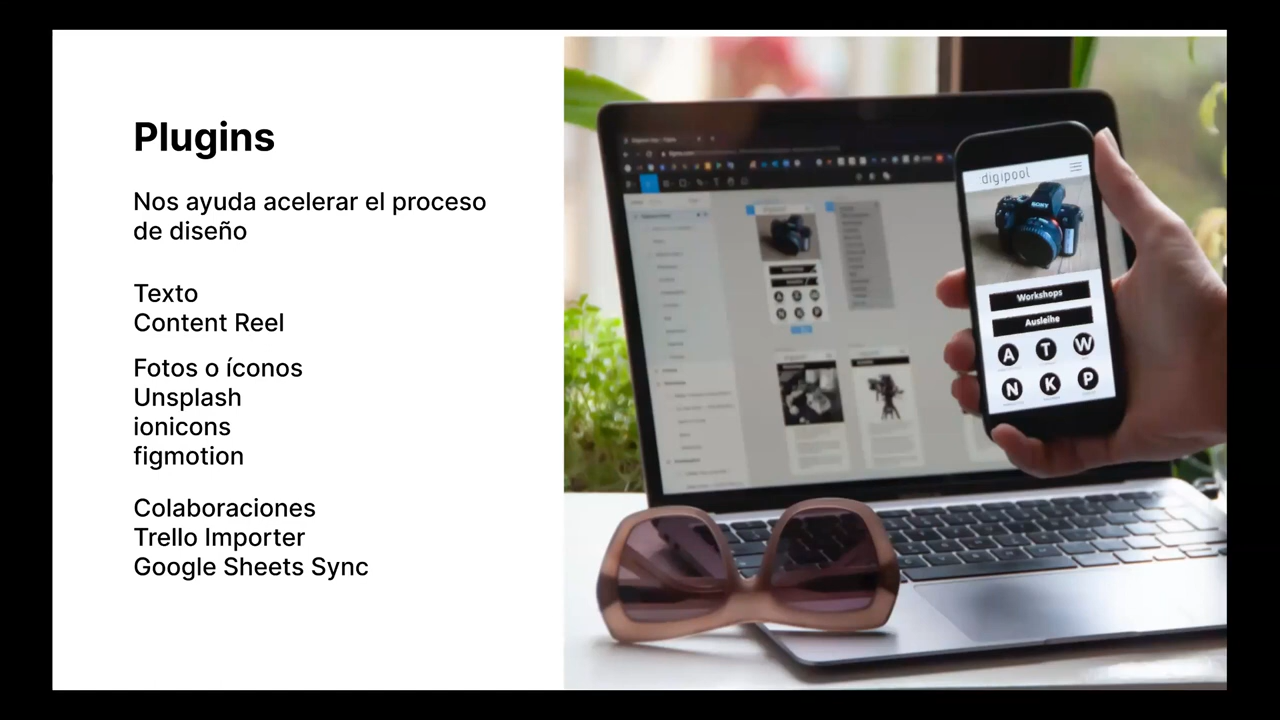 Plugins
Nos ayuda acelerar el proceso
de diseño
Texto
Content Reel
Fotos o íconos
Unsplash
ionicons
figmotion
Colaboraciones
Trello Importer
Google Sheets Sync
digipool
SONY
Workshops
Ausleihe
A T W
N K P